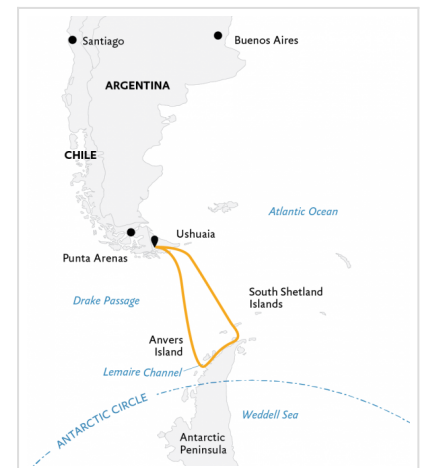 Santiago
Buenos Aires
ARGENTINA
CHILE
Atlantic Ocean
Ushuaia
Punta Arenas
South Shetland
Islands
Drake Passage
Anvers
Island
Lemaire Channel
ANTARCTIC CIRCLE
Weddell Sea
Antarctic
Peninsula